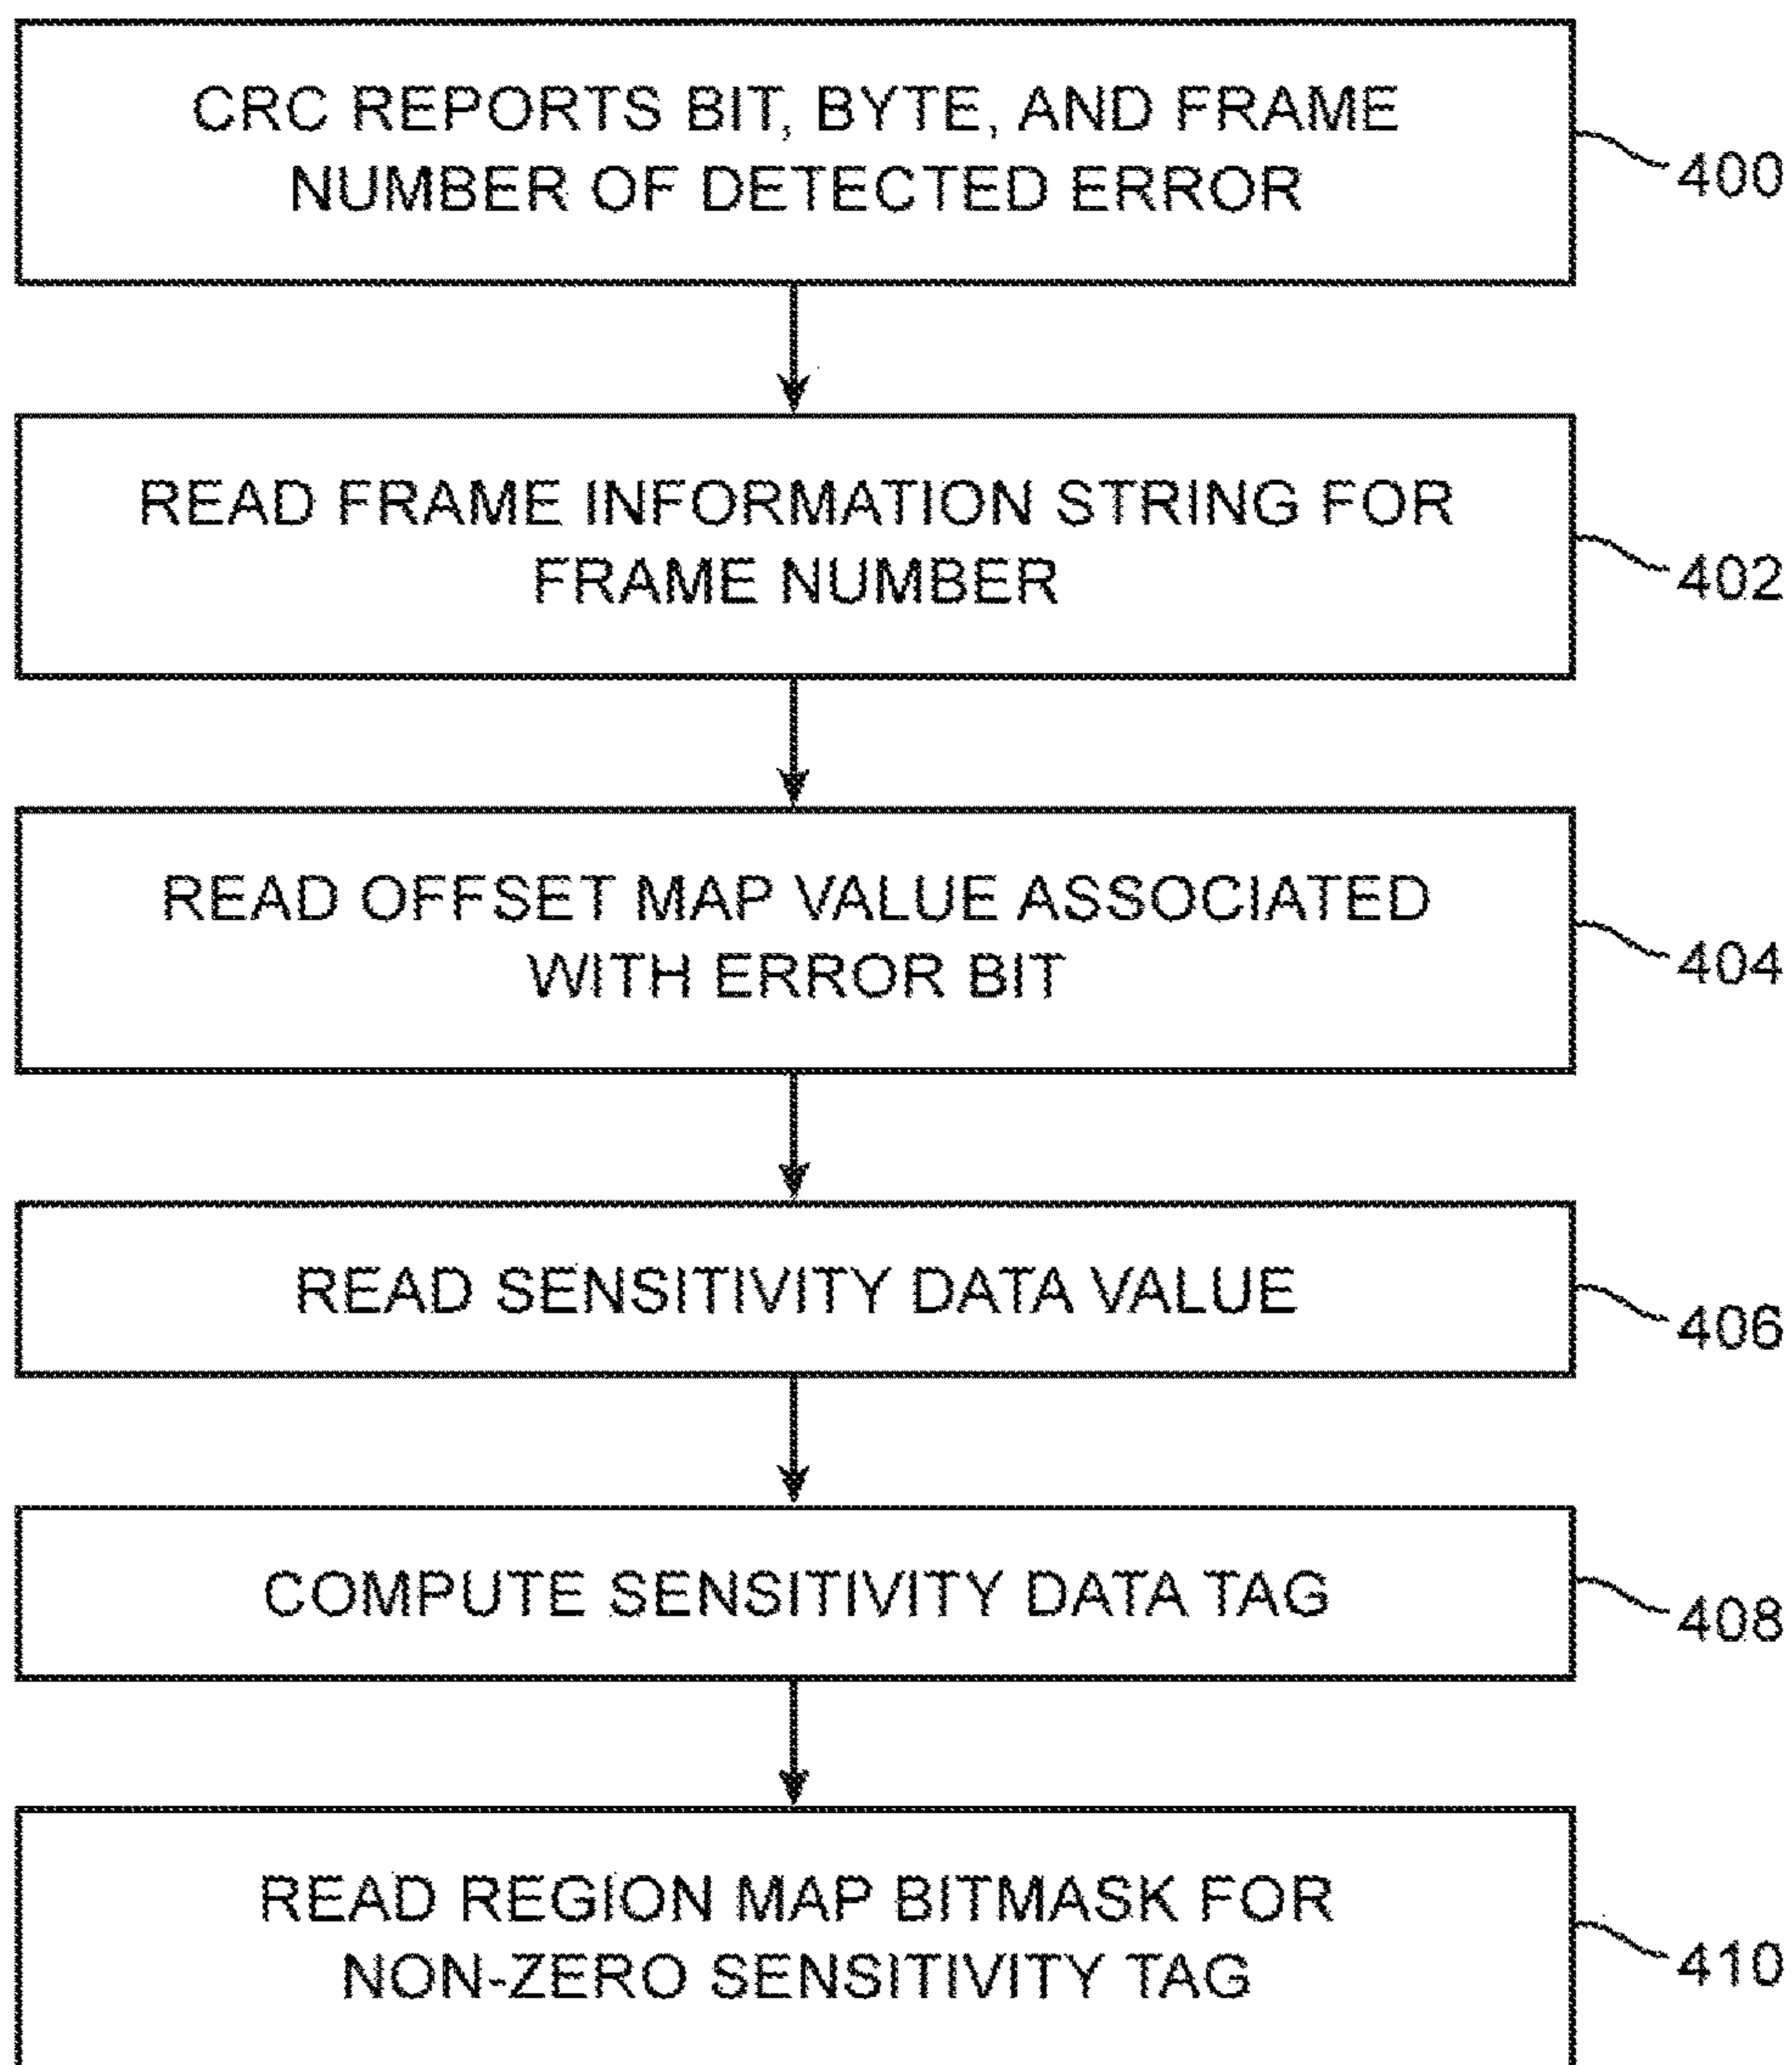 CRC REPORTS BIT, BYTE, AND FRAME
NUMBER OF DETECTED ERROR
400
READ FRAME INFORMATION STRING FOR
FRAME NUMBER
402
READ OFFSET MAP VALUE ASSOCIATED
WITH ERROR BIT
404
READ SENSITIVITY DATA VALUE
406
COMPUTE SENSITIVITY DATA TAG
408
READ REGION MAP BITMASK FOR
NON-ZERO SENSITIVITY TAG
410